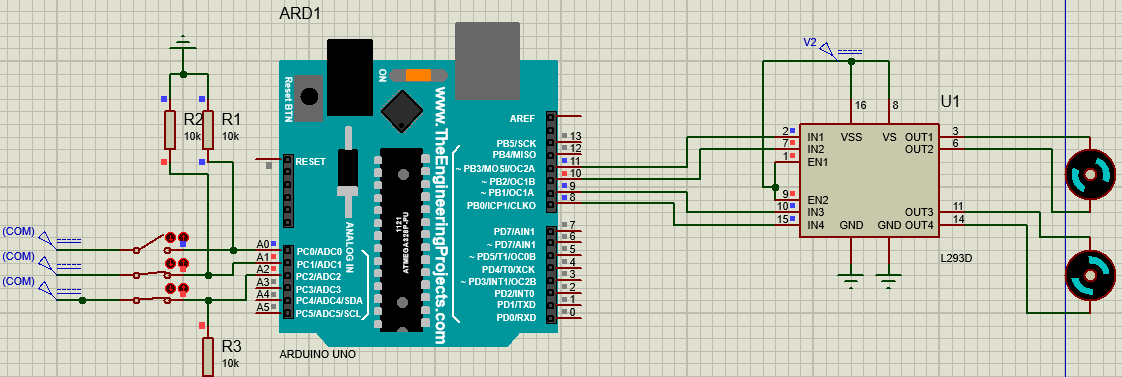 ARD1
V2
ON
Reset BTN
www.TheEngineeringProjects.com
R2
10k
R1
10k
RESET
AREF
PB5/SCK
13
PB4/MISO
12
~ PB3/MOSI/OC2A
11
~ PB2/OC1B
10
~ PB1/OC1A
9
PB0/ICP1/CLKO
8
PD7/AIN1
7
~ PD7/AIN1
6
~ PD5/T1/OC0B
5
PD4/T0/XCK
4
~ PD3/INT1/OC2B
3
PD2/INT0
2
PD1/TXD
1
PD0/RXD
0
ANALOG IN
1121
ATMEGA328P-PU
(COM)
(COM)
(COM)
A0
PC0/ADC0
A1
PC1/ADC1
A2
PC2/ADC2
A3
PC3/ADC3
A4
PC4/ADC4/SDA
A5
PC5/ADC5/SCL
R3
10k
ARDUINO UNO
U1
16
8
2
IN1
VSS
VS
OUT1
3
7
IN2
OUT2
6
1
EN1
9
EN2
10
IN3
OUT3
11
15
IN4
GND
GND
OUT4
14
L293D